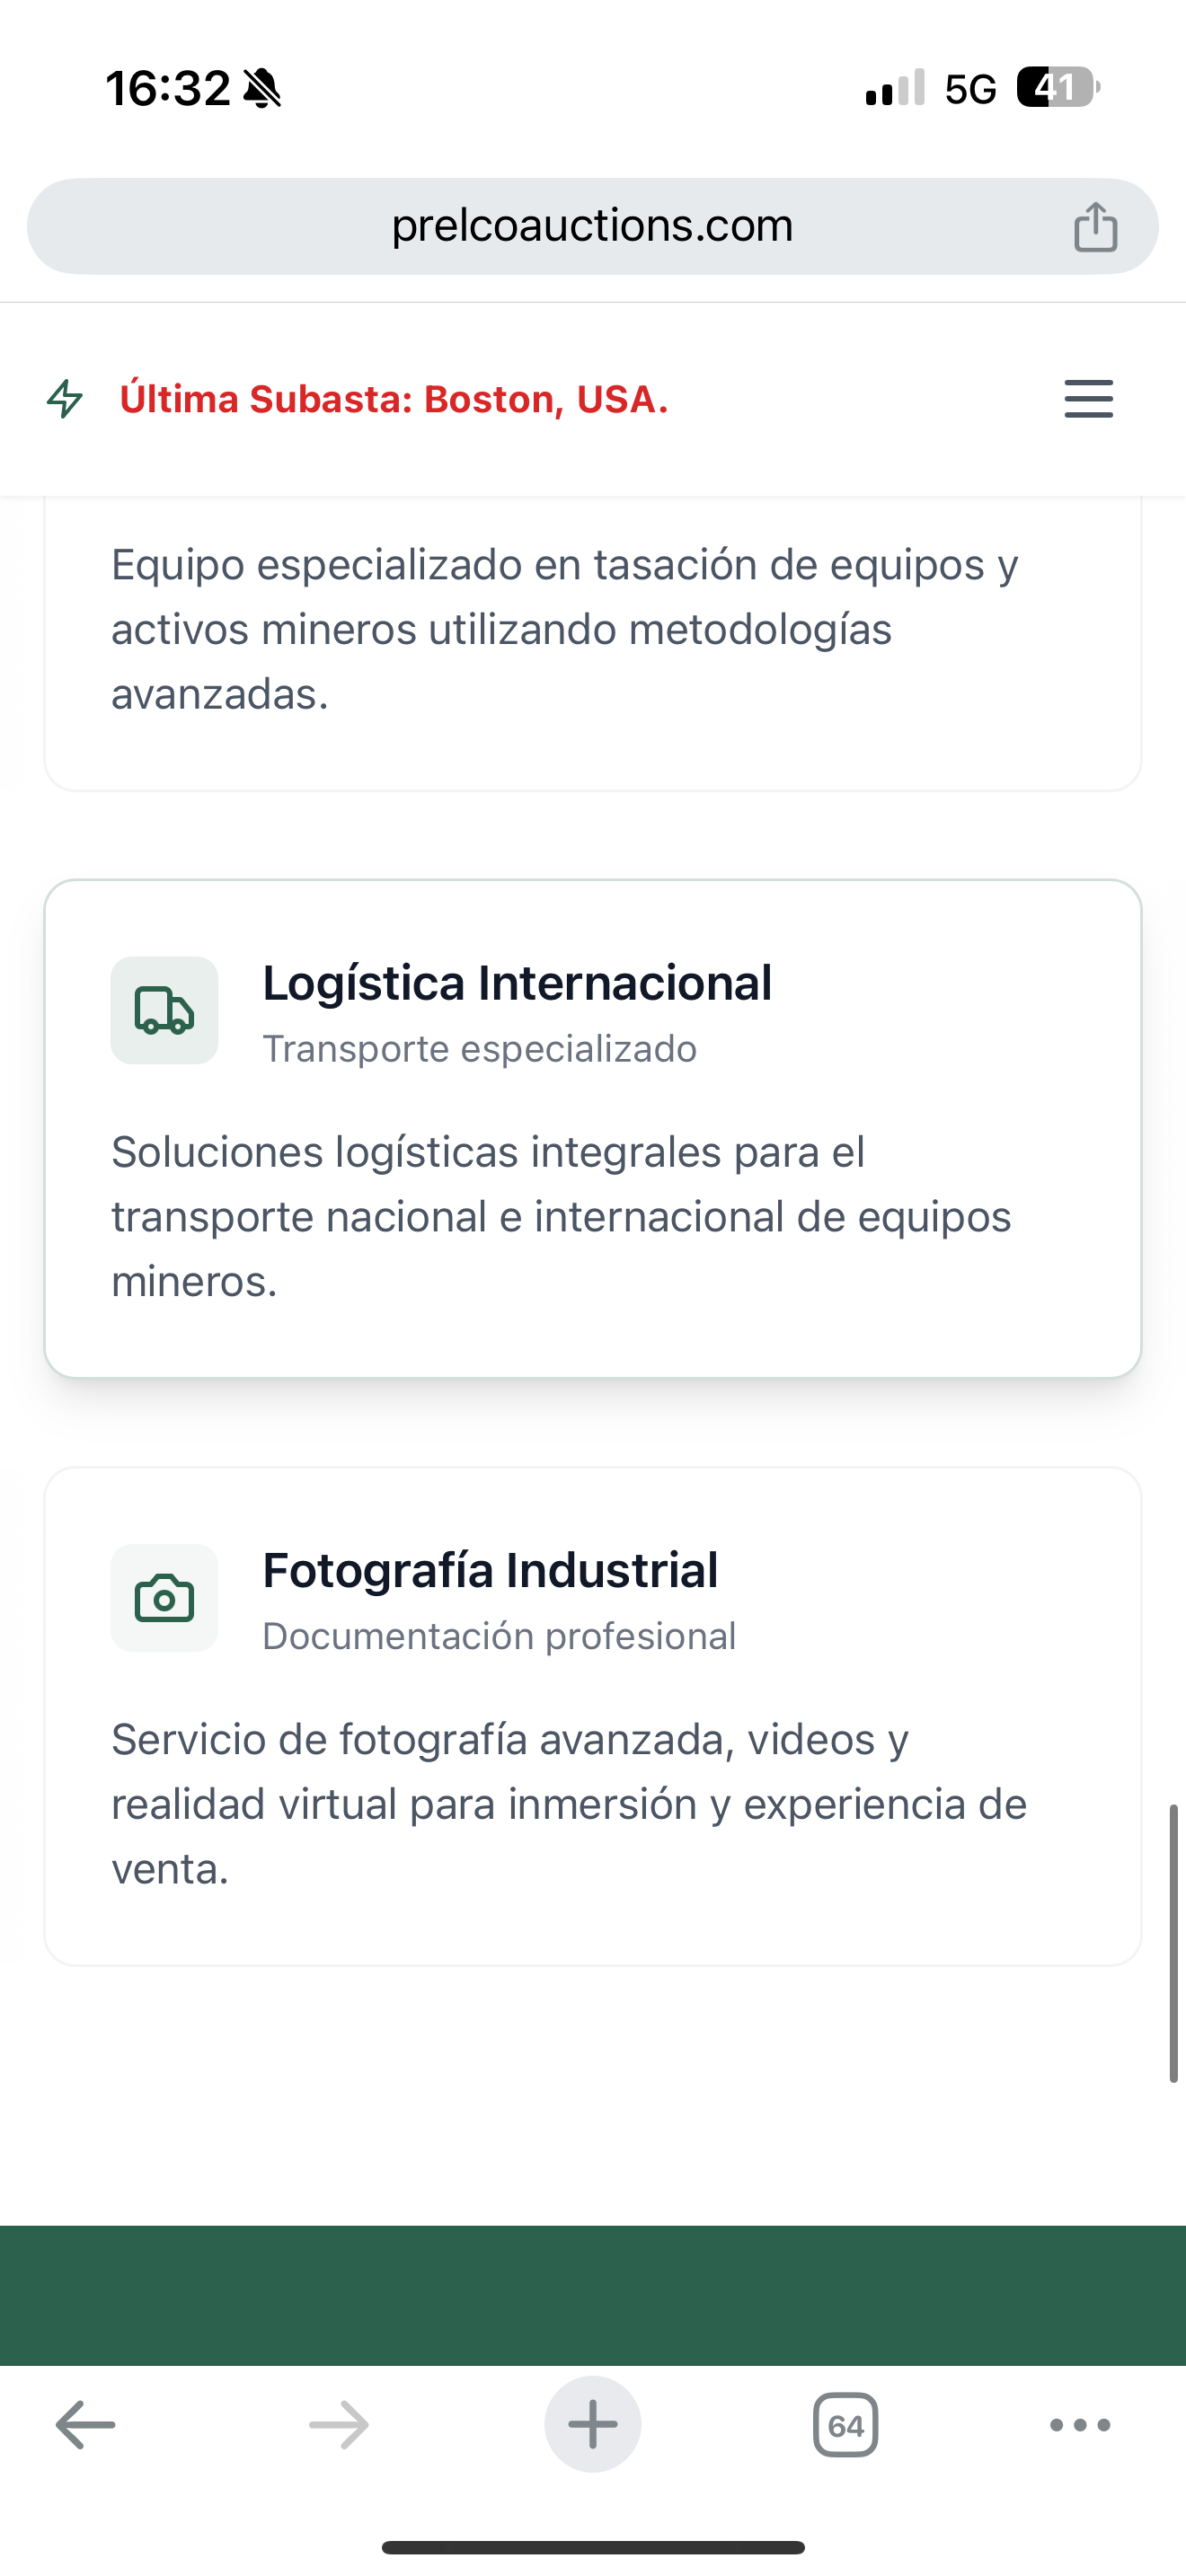 16:32
5G
41
prelcoauctions.com
Última Subasta: Boston, USA.
Equipo especializado en tasación de equipos y
activos mineros utilizando metodologías
avanzadas.
Logística Internacional
Transporte especializado
Soluciones logísticas integrales para el
transporte nacional e internacional de equipos
mineros.
Fotografía Industrial
Documentación profesional
Servicio de fotografía avanzada, videos y
realidad virtual para inmersión y experiencia de
venta.
64